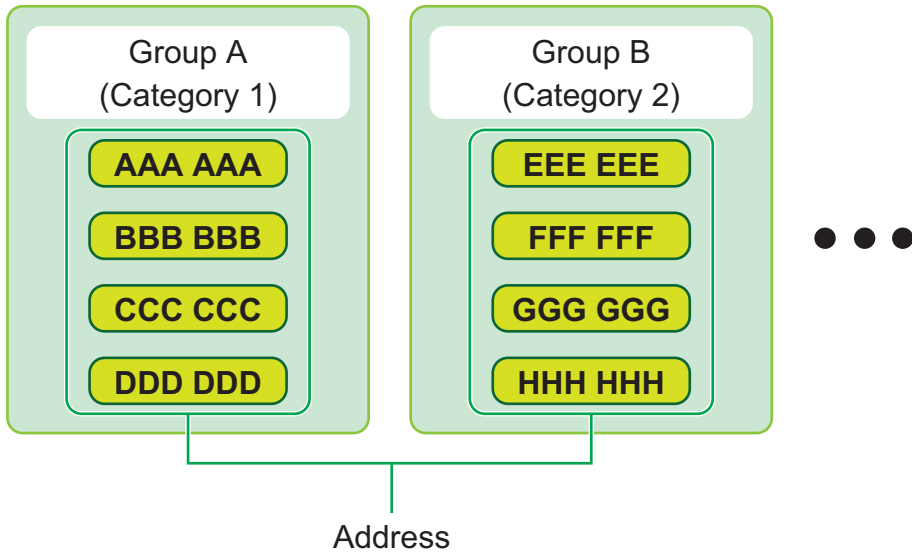 Group A
(Category 1)
AAA AAA
BBB BBB
CCC CCC
DDD DDD
Group B
(Category 2)
EEE EEE
FFF FFF
GGG GGG
HHH HHH
Address